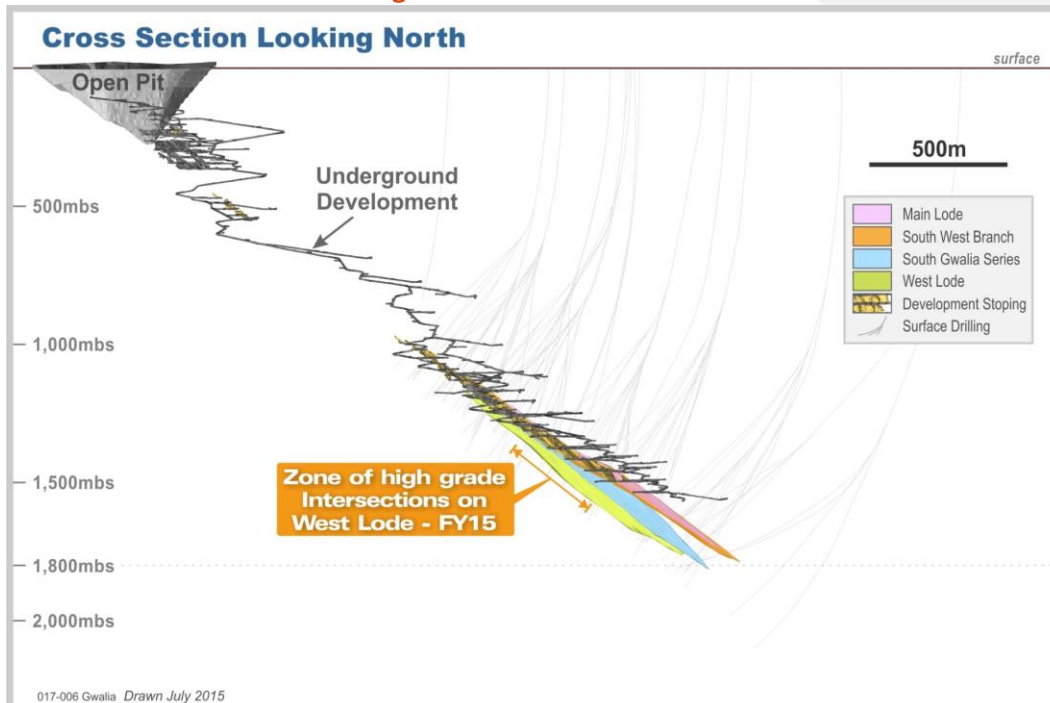 Cross Section Looking North
surface
Open Pit
500m
Underground
Development
500mbs
Main Lode
South West Branch
South Gwalia Series
West Lode
Development Stoping
Surface Drilling
1,000mbs
1,500mbs
Zone of high grade
Intersections on
West Lode - FY15
1,800mbs
2,000mbs
017-006 Gwalia Drawn July 2015